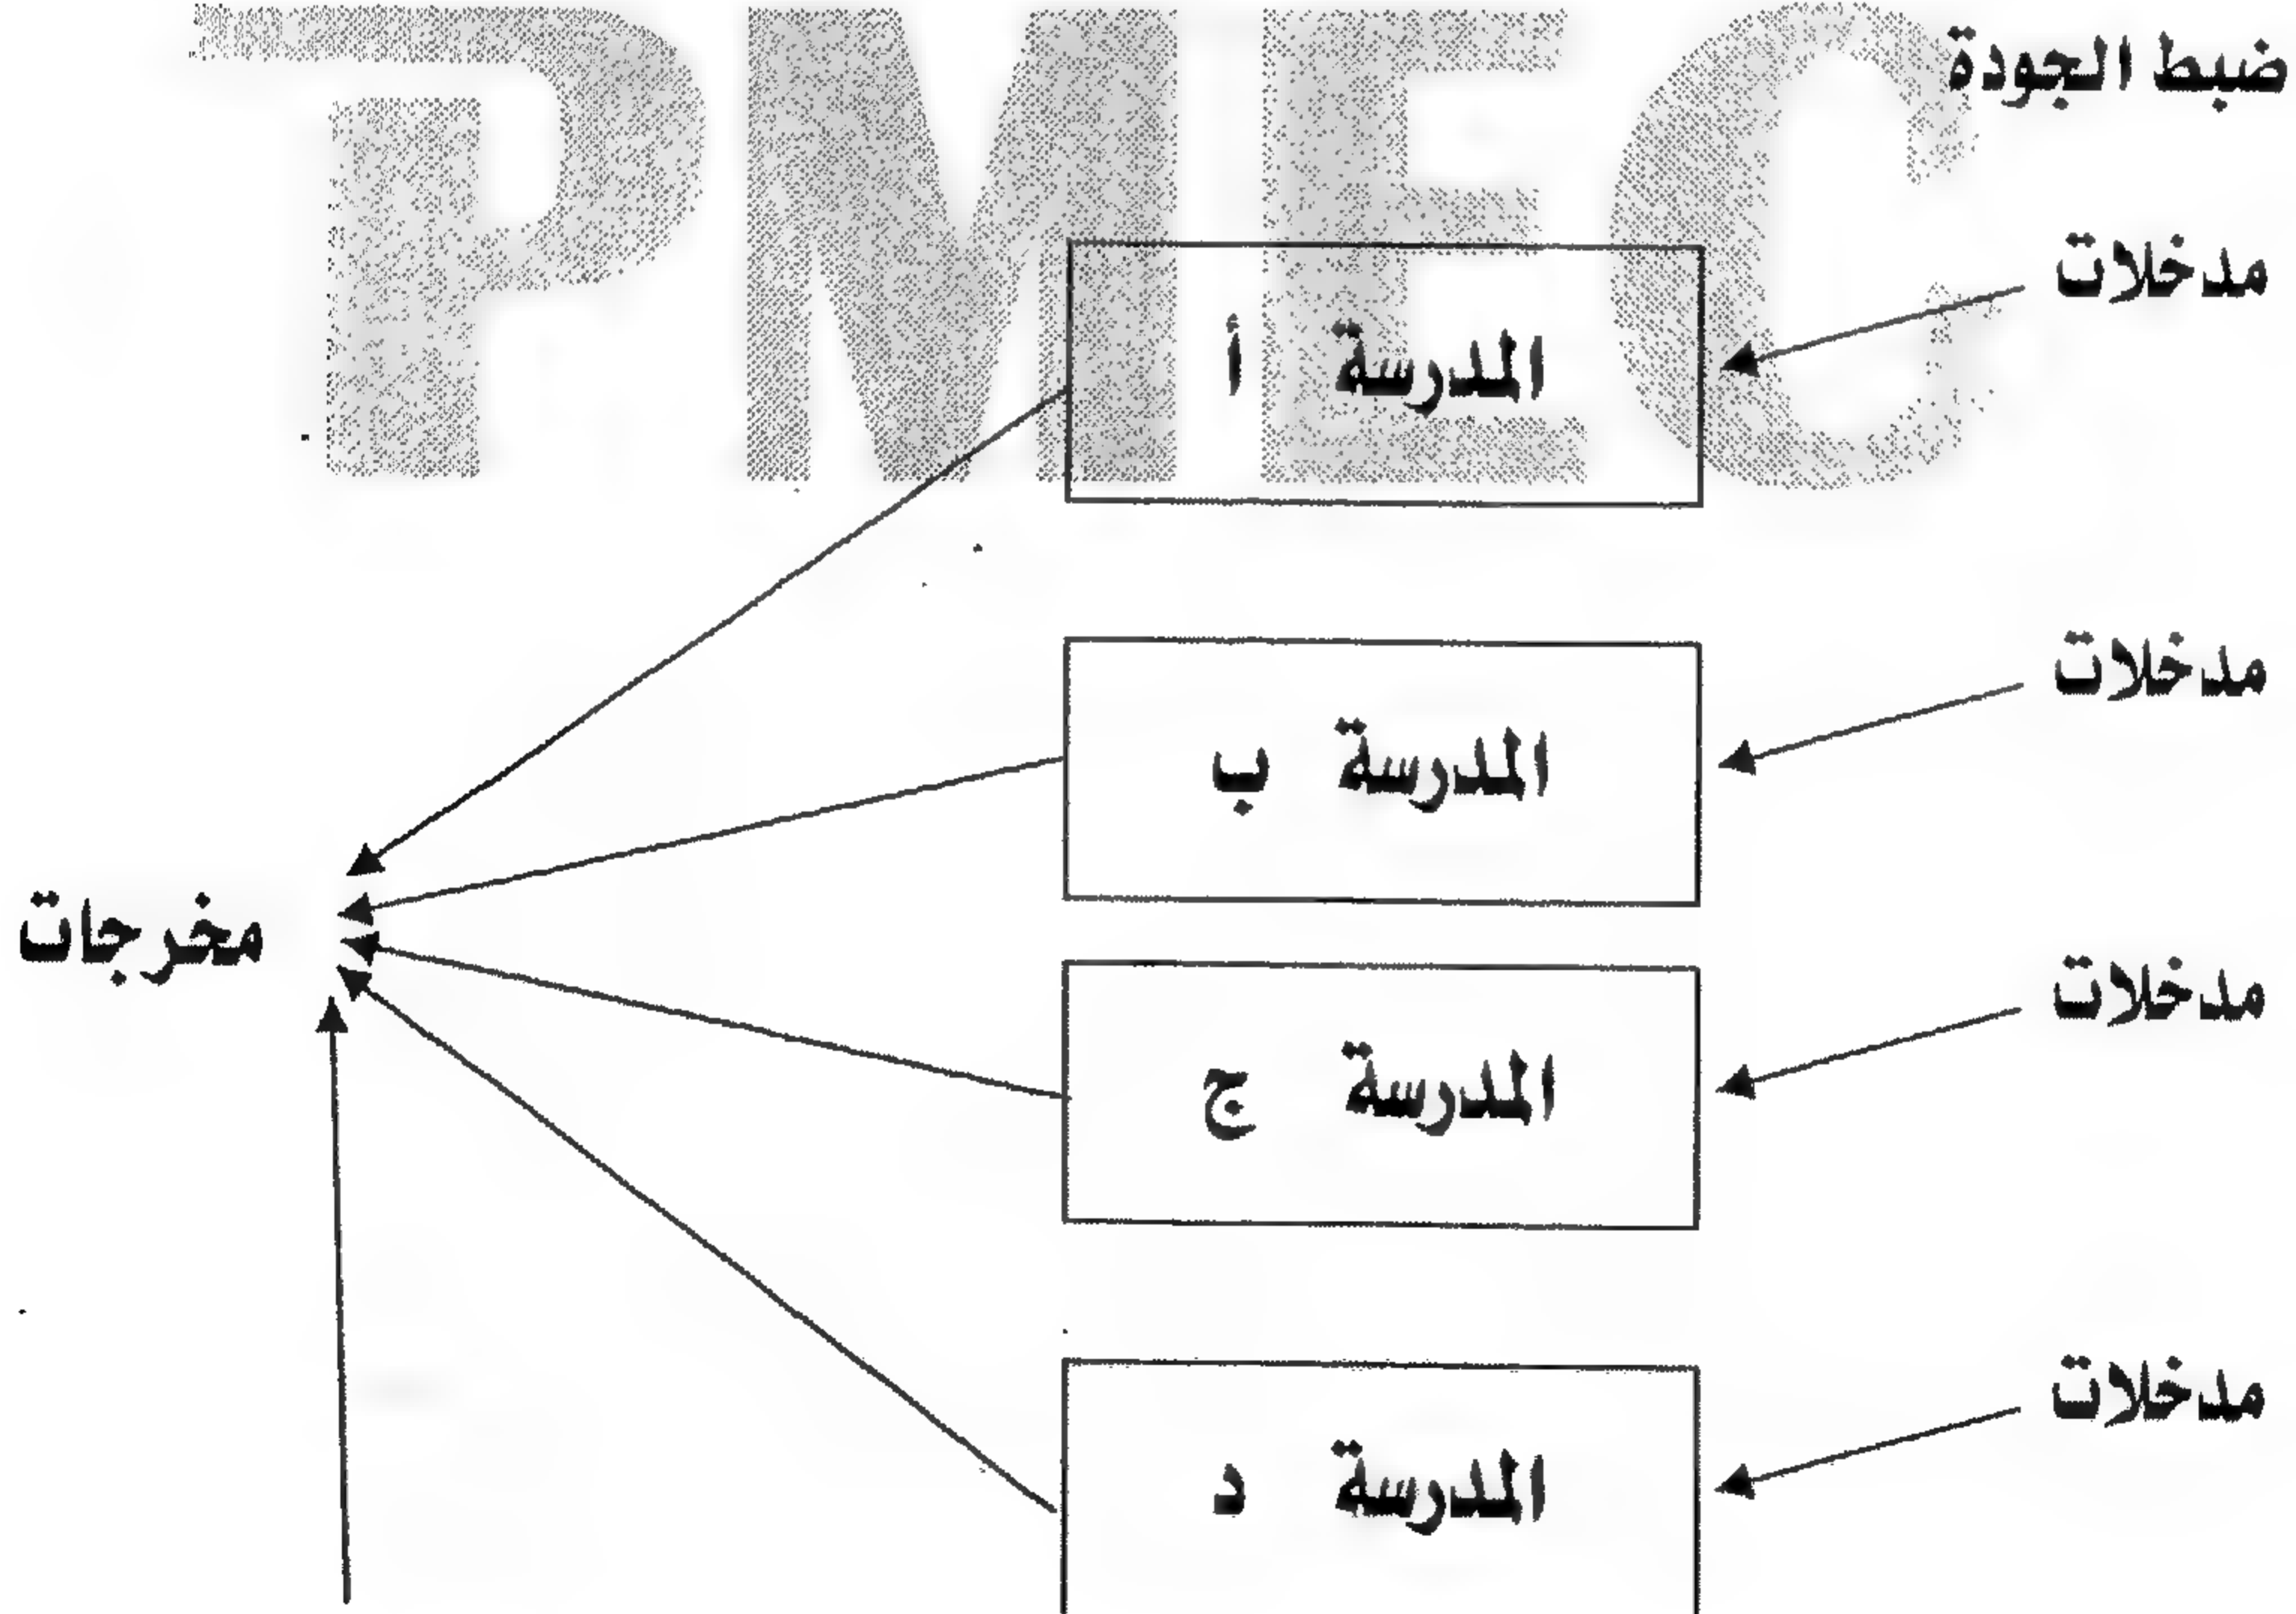 PMEC
ضبط الجودة
مدخلات
المدرسة أ
مدخلات
المدرسة ب
مخرجات
مدخلات
المدرسة ج
مدخلات
المدرسة د